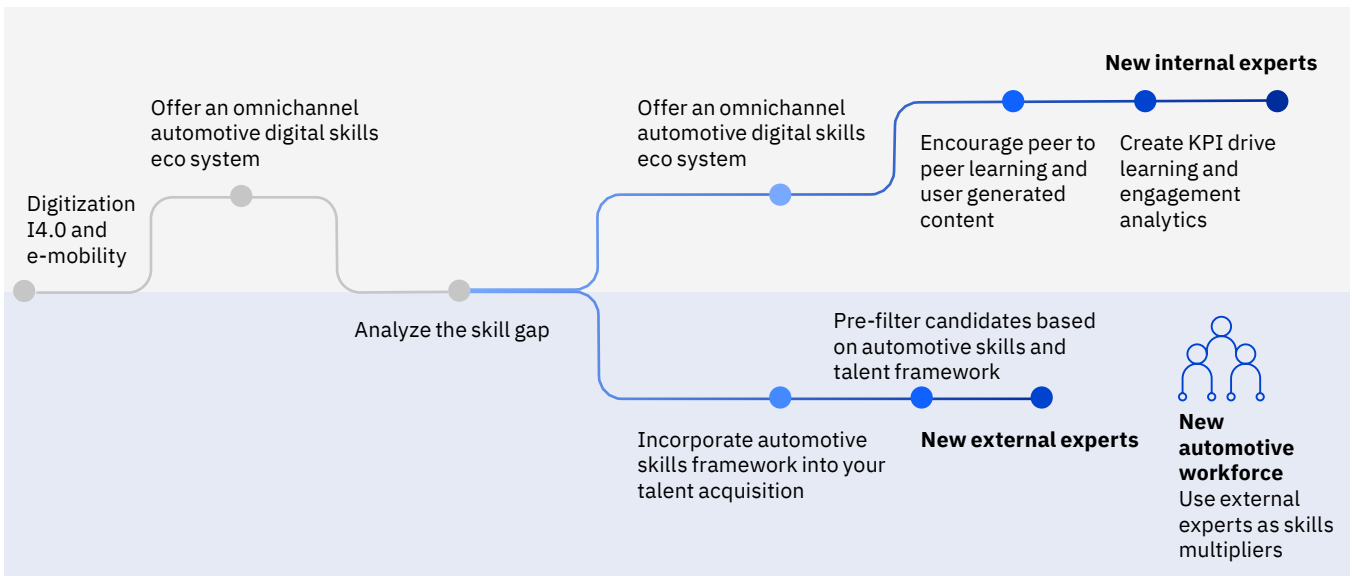 Digitization
I4.0 and
e-mobility
Offer an omnichannel
automotive digital skills
eco system
Analyze the skill gap
Offer an omnichannel
automotive digital skills
eco system
Encourage peer to
peer learning and
user generated
content
Create KPI drive
learning and
engagement
analytics
New internal experts
Incorporate automotive
skills framework into your
talent acquisition
Pre-filter candidates based
on automotive skills and
talent framework
New external experts
New
automotive
workforce
Use external
experts as skills
multipliers